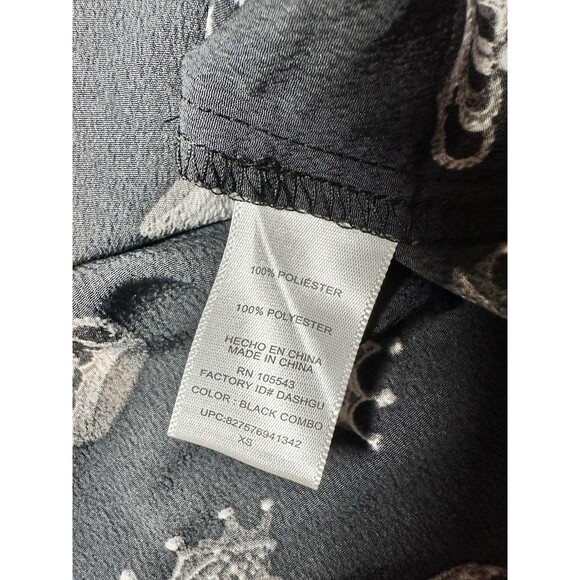 100% POLIÉSTER
100% POLYESTER
HECHO EN CHINA
MADE IN CHINA
RN 105543
FACTORY ID# DASHGU
COLOR : BLACK COMBO
UPC:827576941342
XS